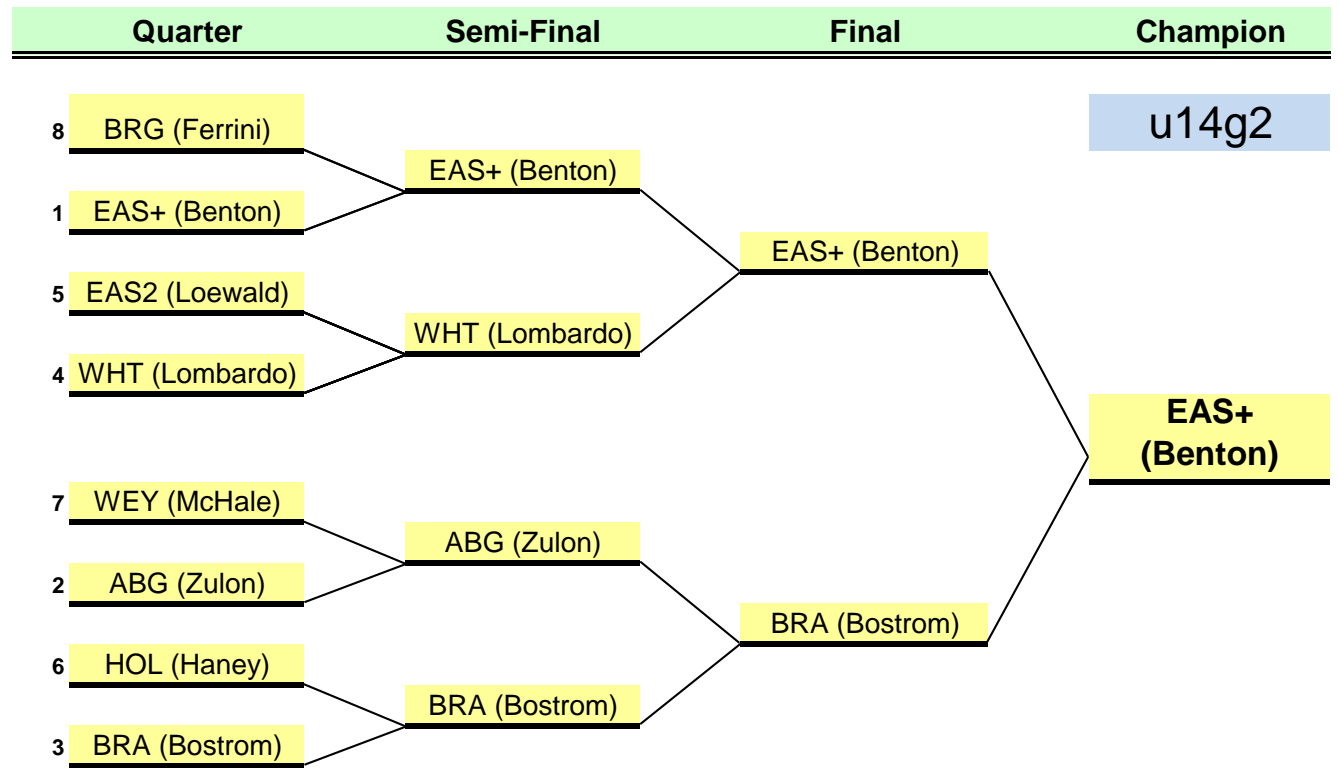 Quarter Semi-Final Final Champion
u14g2
8 BRG (Ferrini)
EAS+ (Benton)
1 EAS+ (Benton)
EAS+ (Benton)
5 EAS2 (Loewald)
WHT (Lombardo)
4 WHT (Lombardo)
EAS+
(Benton)
7 WEY (McHale)
ABG (Zulon)
2 ABG (Zulon)
BRA (Bostrom)
6 HOL (Haney)
BRA (Bostrom)
3 BRA (Bostrom)